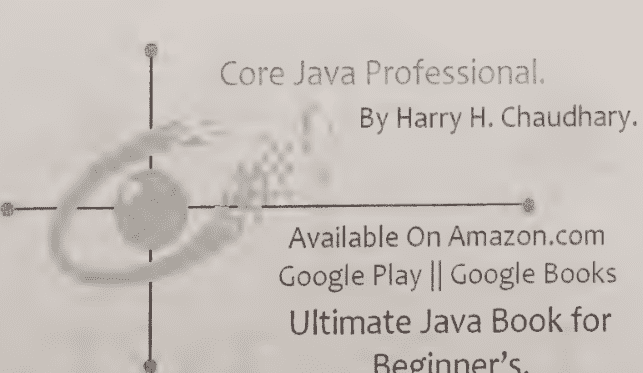 Core Java Professional.
By Harry H. Chaudhary.
Available On Amazon.com
Google Play || Google Books
Ultimate Java Book for
Beginner's.